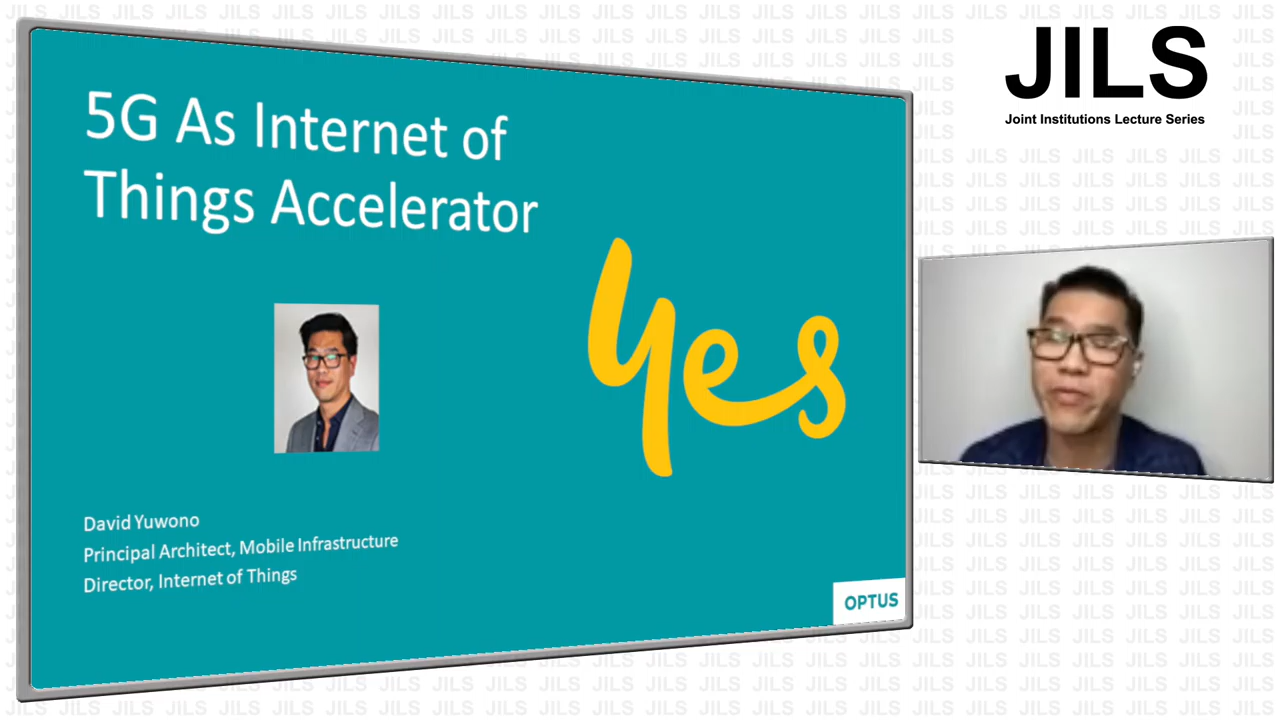 5G As Internet of
Things Accelerator
yes
David Yuwono
Principal Architect, Mobile Infrastructure
Director, Internet of Things
OPTUS
JILS
Joint Institutions Lecture Series